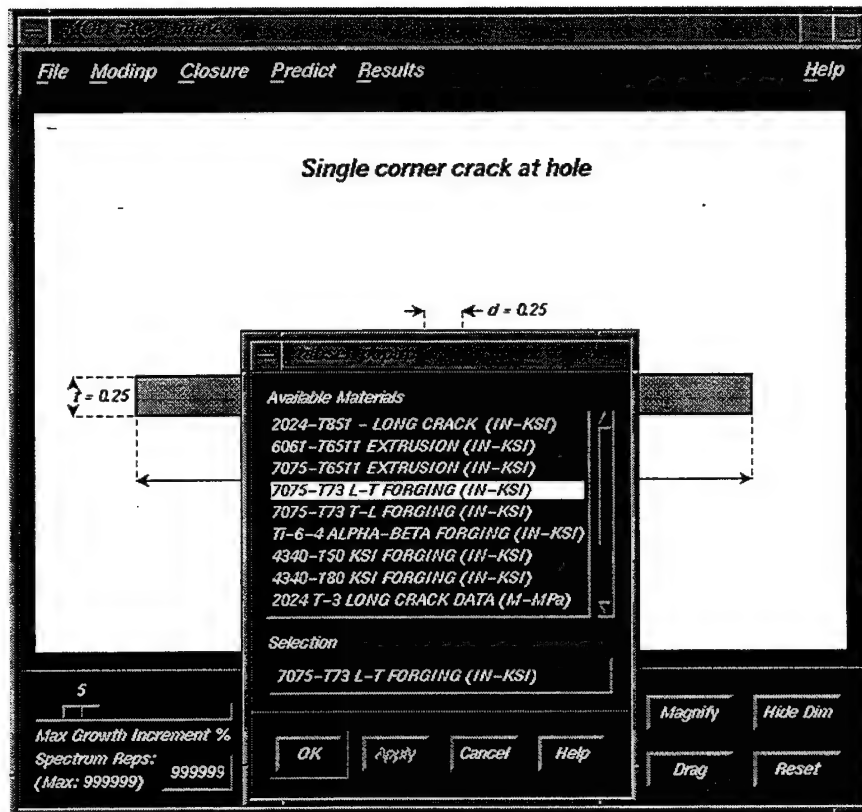 File Modinp Closure Predict Results Help
Single corner crack at hole
d = 0.25
t = 0.25
Available Materials
2024-T851 - LONG CRACK (IN-KSI)
6061-T6511 EXTRUSION (IN-KSI)
7075-T6511 EXTRUSION (IN-KSI)
7075-T73 L-T FORGING (IN-KSI)
7075-T73 T-L FORGING (IN-KSI)
Ti-6-4 ALPHA-BETA FORGING (IN-KSI)
4340-150 KSI FORGING (IN-KSI)
4340-180 KSI FORGING (IN-KSI)
2024 T-3 LONG CRACK DATA (M-MPa)
Selection
7075-T73 L-T FORGING (IN-KSI)
5
Max Growth Increment %
Spectrum Reps:
(Max: 999999)
999999
OK Apply Cancel Help
Magnify Hide Dim
Drag Reset